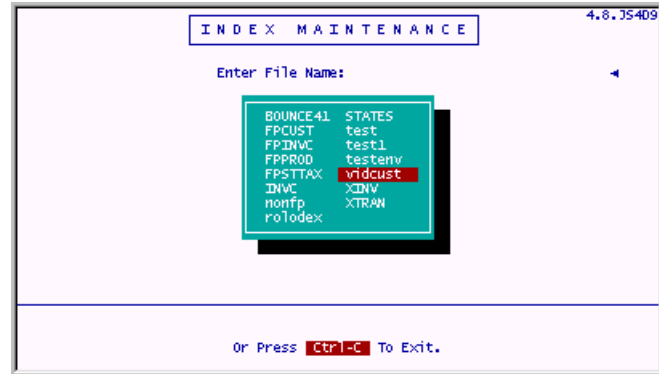 4.8.JS4D9
INDEX MAINTENANCE
Enter File Name:
BOUNCE41 STATES
FPCUST test
FPINVC test1
FPPROD testenv
FPSTTAX vidcust
INVC XINV
nonfp XTRAN
rolodex
Or Press Ctrl-C To Exit.